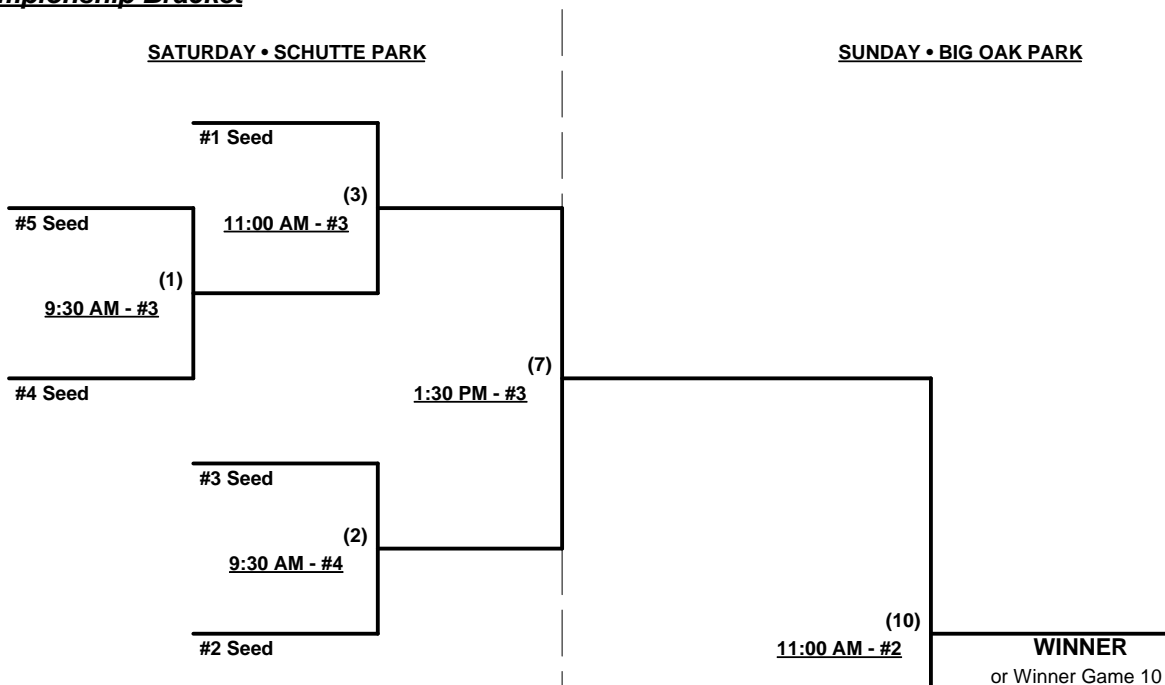 SATURDAY • SCHUTTE PARK
SUNDAY • BIG OAK PARK
#1 Seed
(3)
11:00 AM - #3
#5 Seed
(1)
9:30 AM - #3
(7)
1:30 PM - #3
#4 Seed
#3 Seed
(2)
9:30 AM - #4
#2 Seed
(10)
11:00 AM - #2
WINNER
or Winner Game 10